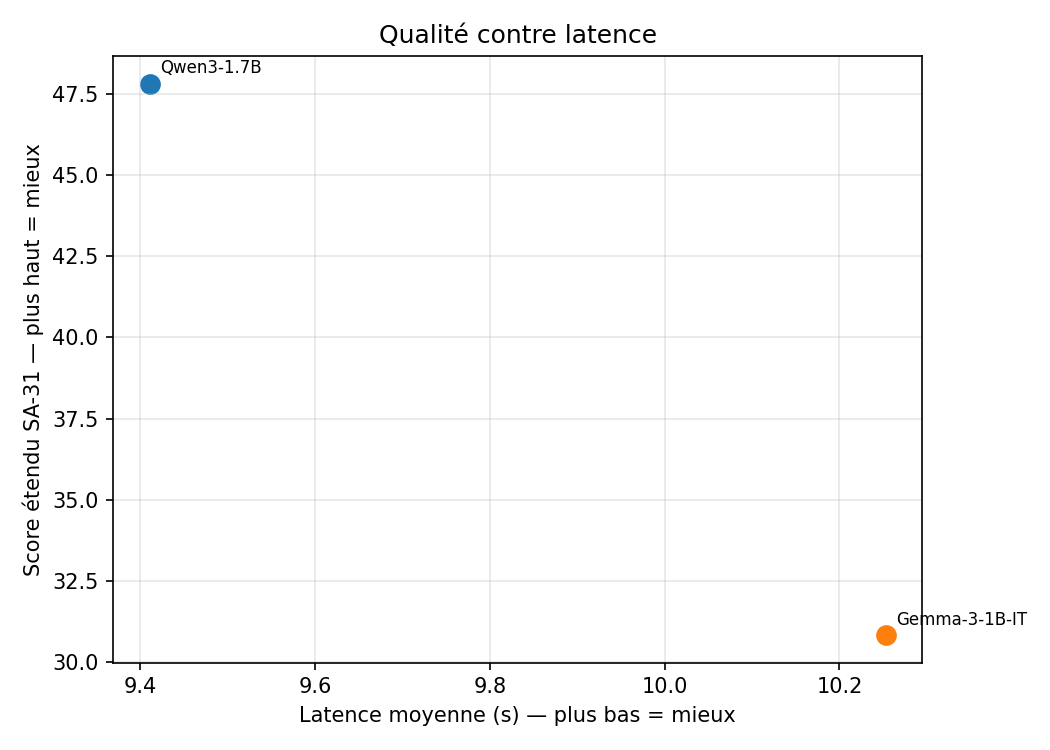 Qualité contre latence
Qwen3-1.7B
47.5
45.0
42.5
40.0
37.5
35.0
32.5
30.0
Score étendu SA-31 — plus haut = mieux
Gemma-3-1B-IT
9.4
9.6
9.8
10.0
10.2
Latence moyenne (s) — plus bas = mieux